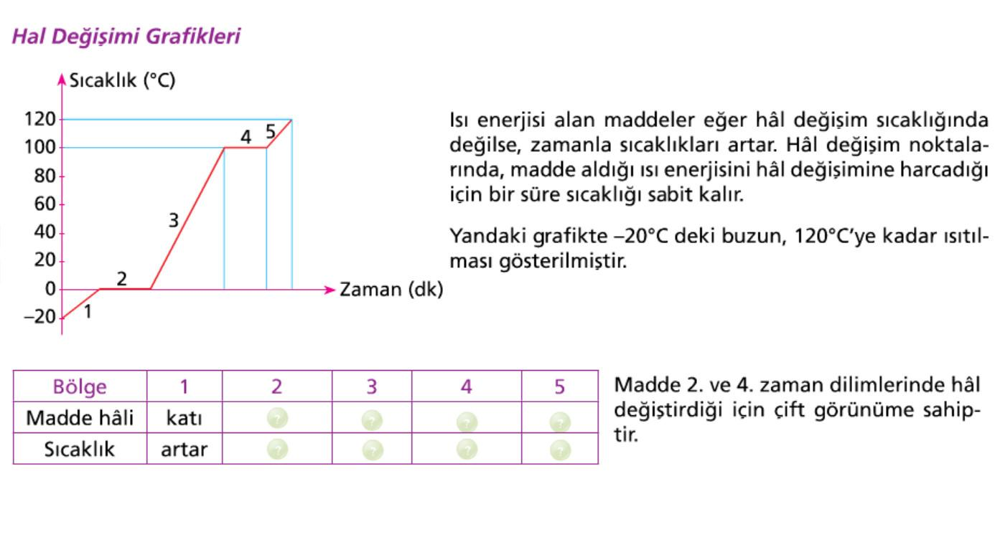 Hal Değişimi Grafikleri
Sıcaklık (°C)
120
100
80
60
40
20
0
–20
1
2
3
4
5
Zaman (dk)
Isı enerjisi alan maddeler eğer hâl değişim sıcaklığında
değilse, zamanla sıcaklıkları artar. Hâl değişim noktala-
rında, madde aldığı ısı enerjisini hâl değişimine harcadığı
için bir süre sıcaklığı sabit kalır.
Yandaki grafikte –20°C deki buzun, 120°C’ye kadar ısıtıl-
ması gösterilmiştir.
Bölge 1 2 3 4 5
Madde hâli katı ? ? ? ?
Sıcaklık artar ? ? ? ?
Madde 2. ve 4. zaman dilimlerinde hâl
değiştirdiği için çift görünüme sahip-
tir.